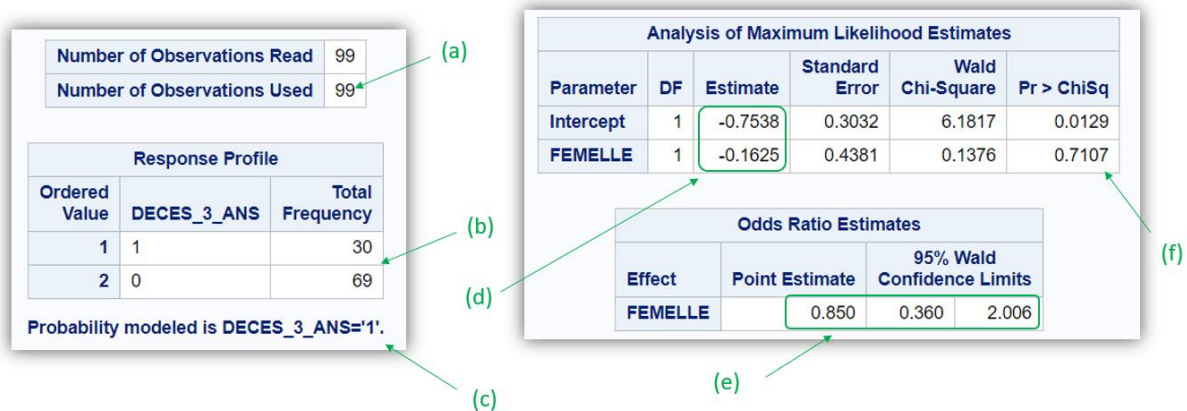 Number of Observations Read 99
Number of Observations Used 99
(a)
Response Profile
Ordered Value DECES_3_ANS Total Frequency
1 1 30
2 0 69
(b)
Probability modeled is DECES_3_ANS='1'.
(c)
Analysis of Maximum Likelihood Estimates
Parameter DF Estimate Standard Error Wald Chi-Square Pr > ChiSq
Intercept 1 -0.7538 0.3032 6.1817 0.0129
FEMELLE 1 -0.1625 0.4381 0.1376 0.7107
(d)
(f)
Odds Ratio Estimates
Effect Point Estimate 95% Wald Confidence Limits
FEMELLE 0.850 0.360 2.006
(e)